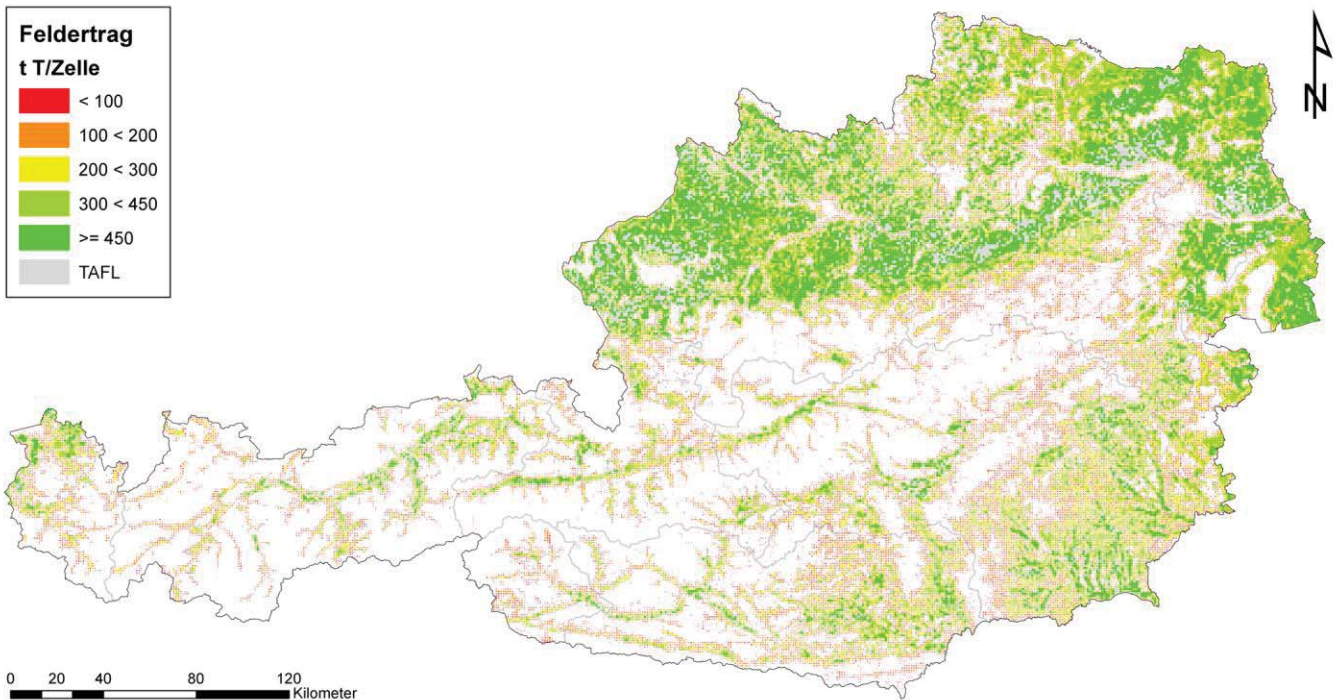 Feldertrag
t T/Zelle
< 100
100 < 200
200 < 300
300 < 450
>= 450
TAFL
N
0 20 40 80 120
Kilometer